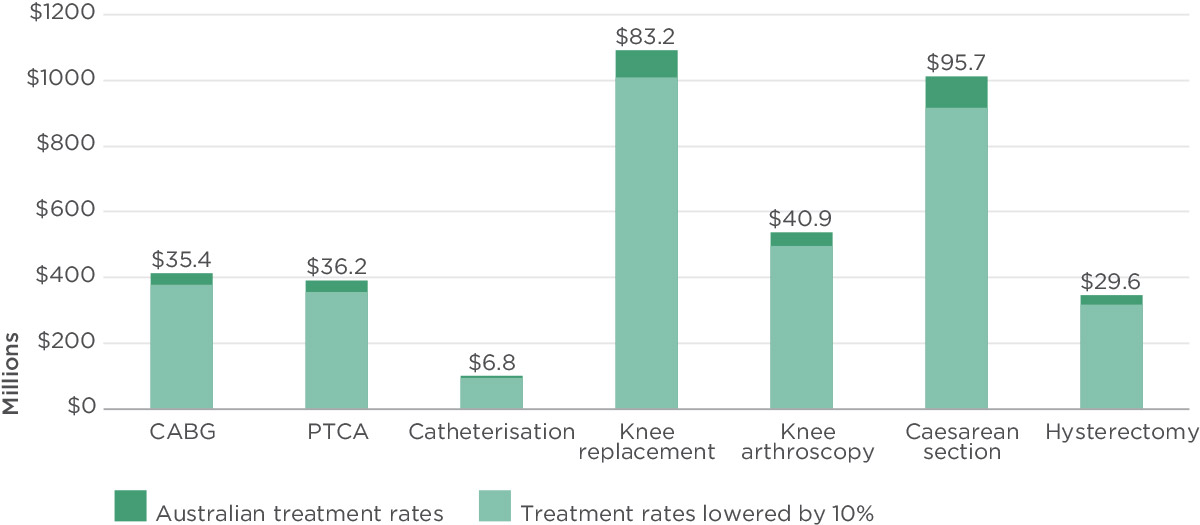 $1200
$1000
$800
$600
$400
$200
$0
Millions
$35.4
$36.2
$6.8
$83.2
$40.9
$95.7
$29.6
CABG
PTCA
Catheterisation
Knee
replacement
Knee
arthroscopy
Caesarean
section
Hysterectomy
Australian treatment rates
Treatment rates lowered by 10%